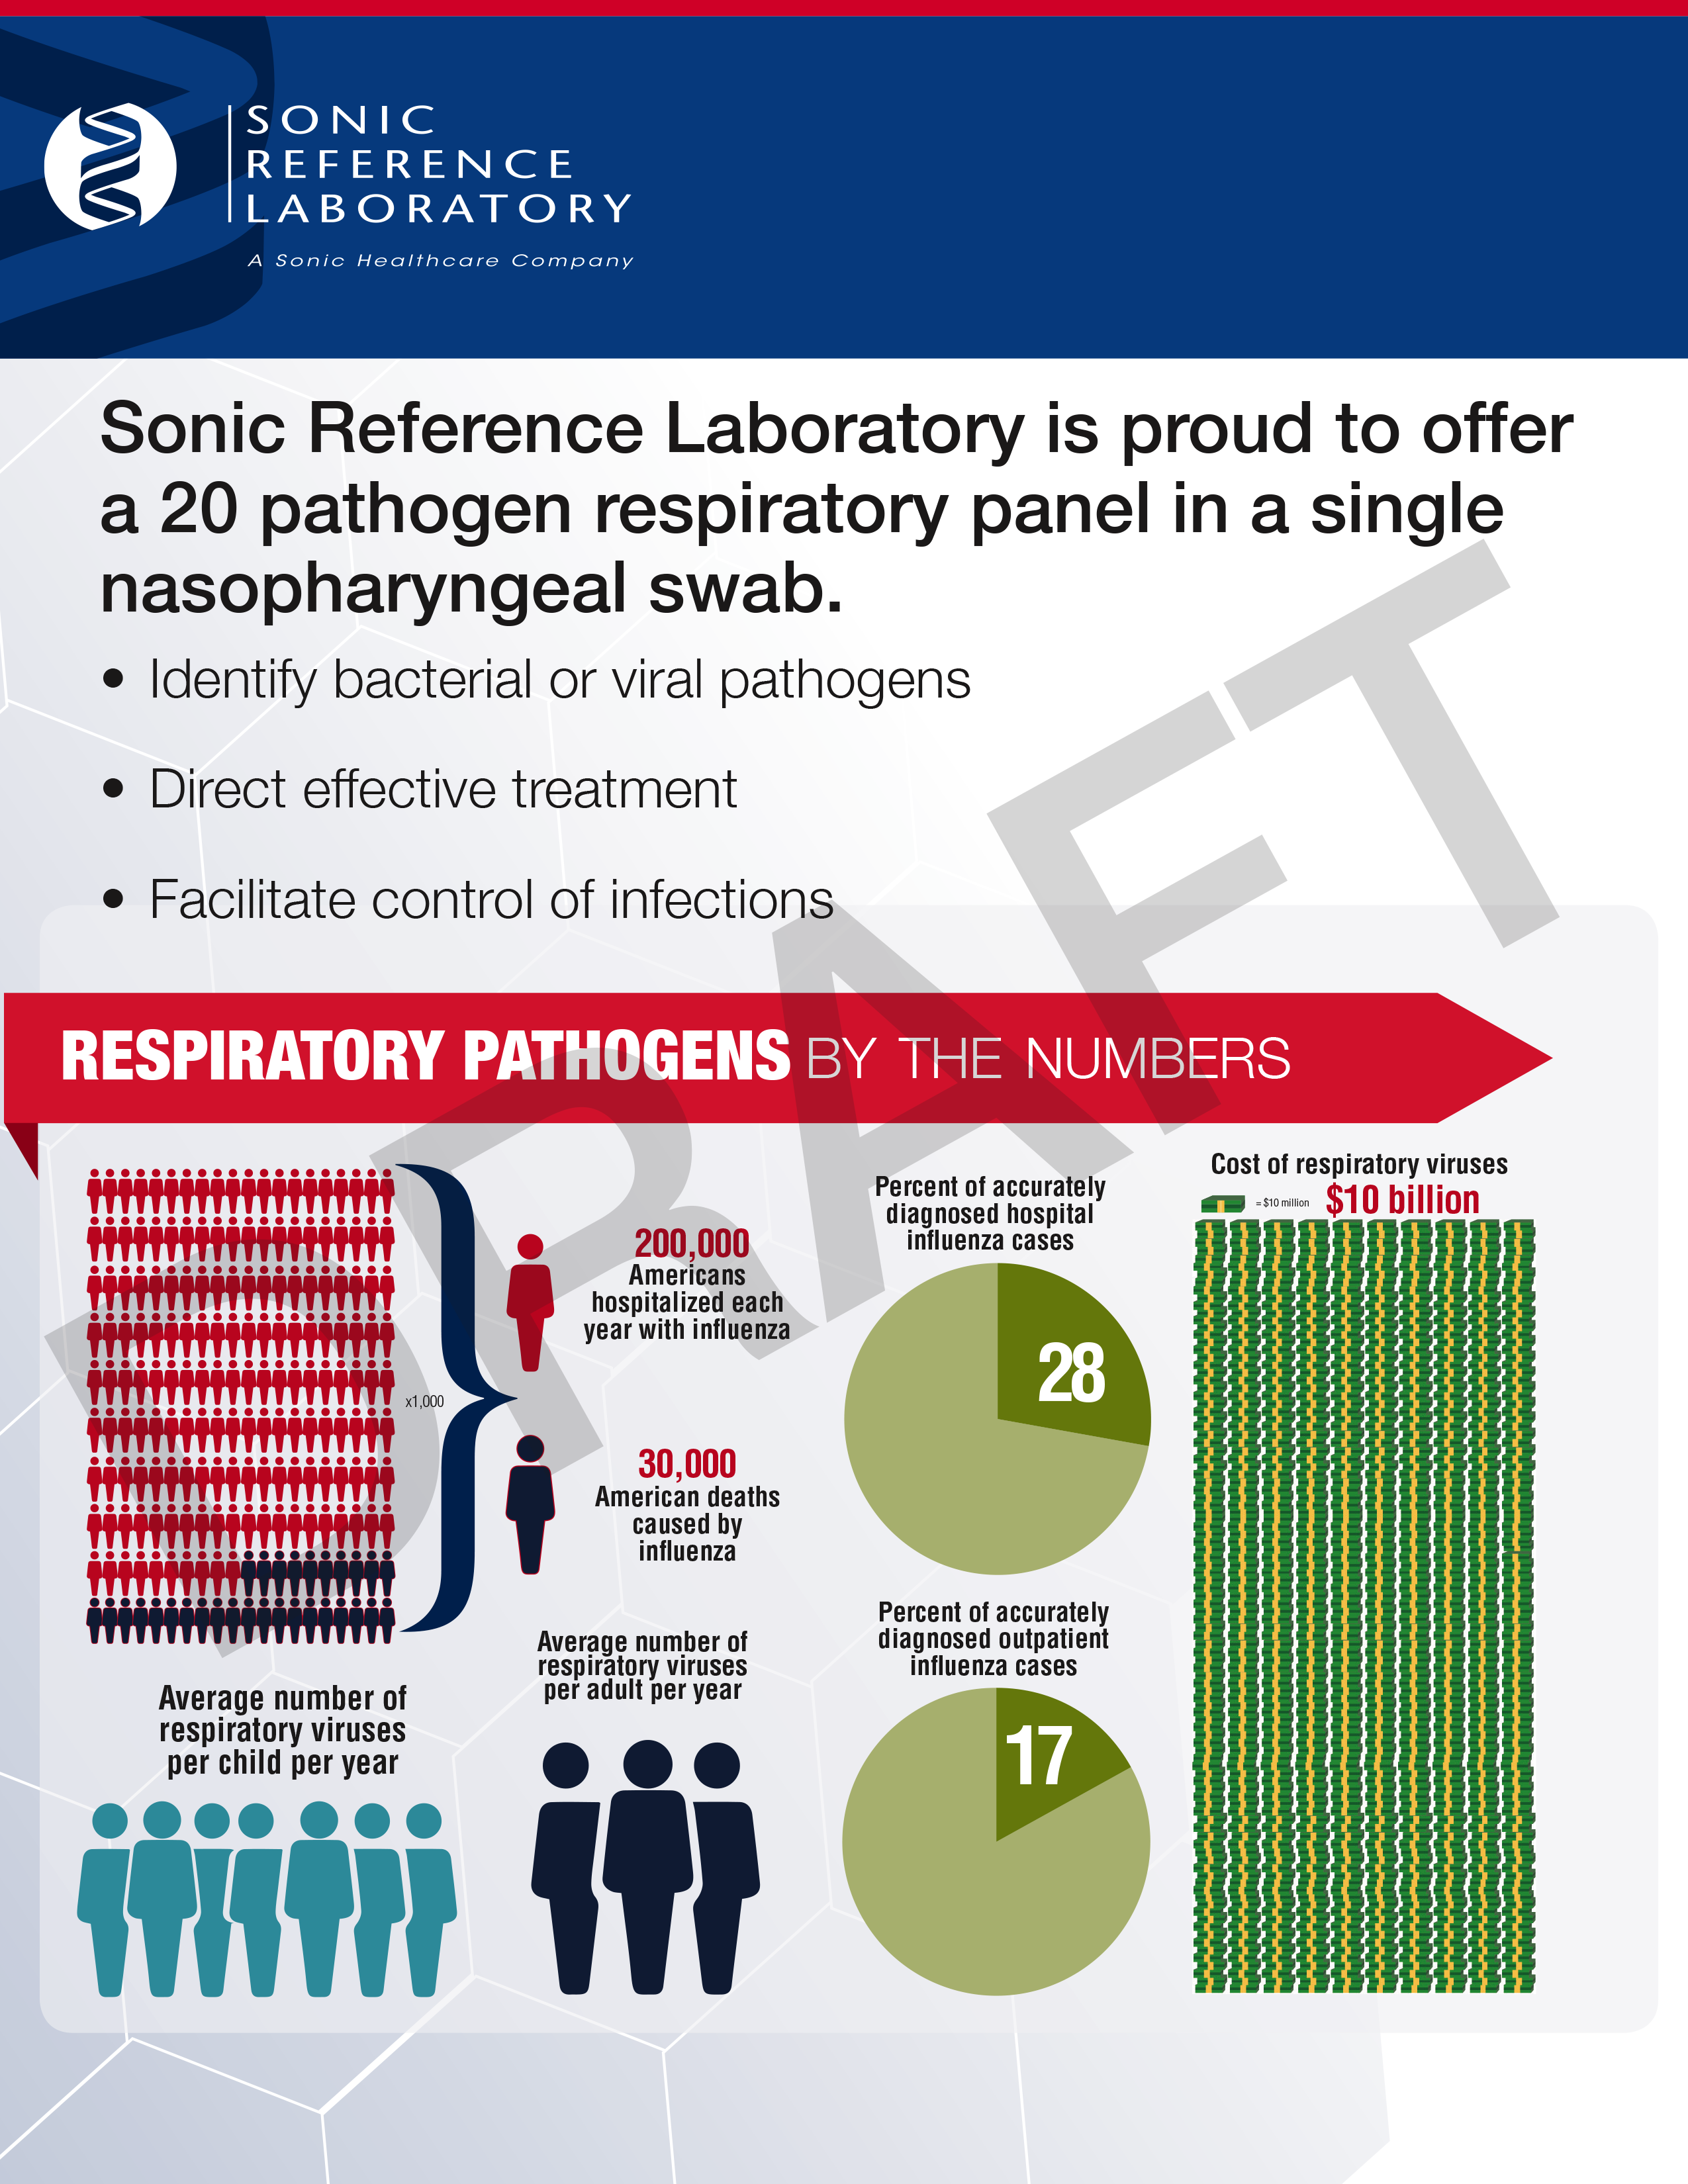 SONIC
REFERENCE
LABORATORY
A Sonic Healthcare Company
Sonic Reference Laboratory is proud to offer
a 20 pathogen respiratory panel in a single
nasopharyngeal swab.
• Identify bacterial or viral pathogens
• Direct effective treatment
• Facilitate control of infections
DRAFT
RESPIRATORY PATHOGENS BY THE NUMBERS
x1,000
200,000
Americans
hospitalized each
year with influenza
30,000
American deaths
caused by
influenza
Average number of
respiratory viruses
per child per year
Average number of
respiratory viruses
per adult per year
Percent of accurately
diagnosed hospital
influenza cases
28
Percent of accurately
diagnosed outpatient
influenza cases
17
Cost of respiratory viruses
= $10 million $10 billion